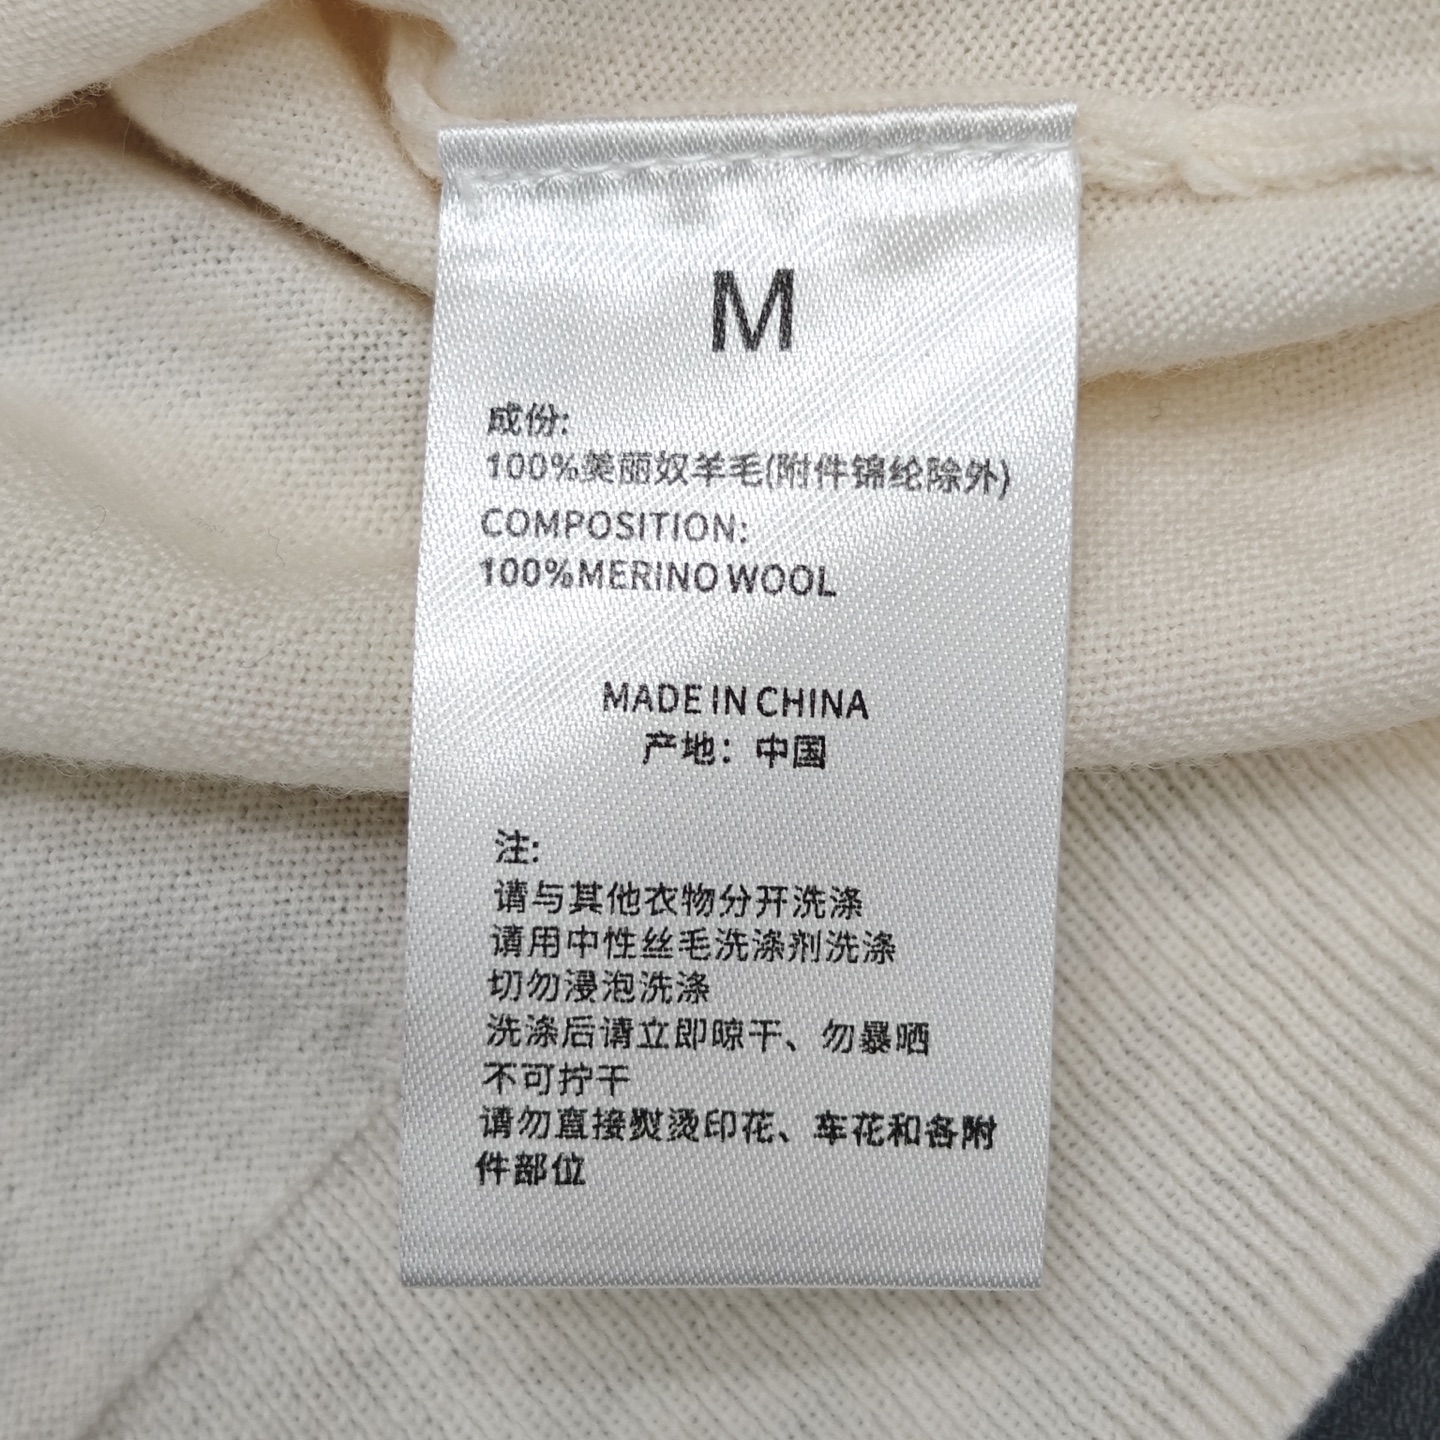 M
成份:
100%美丽奴羊毛(附件锦纶除外)
COMPOSITION:
100%MERINO WOOL
MADE IN CHINA
产地：中国
注:
请与其他衣物分开洗涤
请用中性丝毛洗涤剂洗涤
切勿浸泡洗涤
洗涤后请立即晾干、勿暴晒
不可拧干
请勿直接熨烫印花、车花和各附
件部位